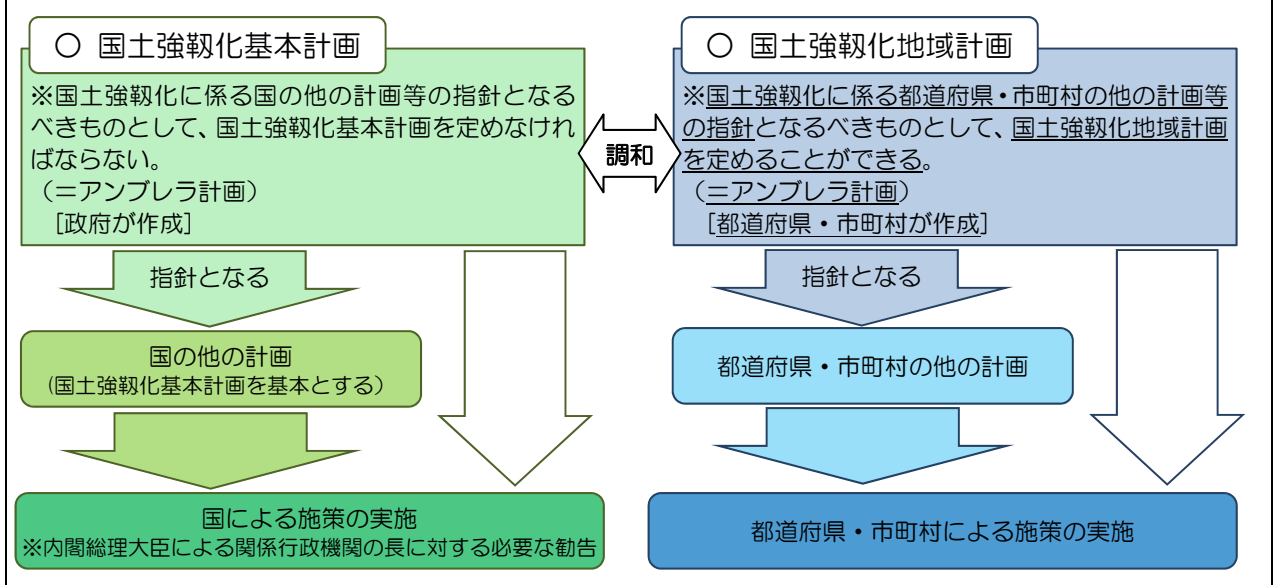 〇 国土強靱化基本計画
※国土強靱化に係る国の他の計画等の指針となる
べきものとして、国土強靱化基本計画を定めなけれ
ばならない。
（＝アンブレラ計画）
［政府が作成］
調和
〇 国土強靱化地域計画
※国土強靱化に係る都道府県・市町村の他の計画等
の指針となるべきものとして、国土強靱化地域計画
を定めることができる。
（＝アンブレラ計画）
［都道府県・市町村が作成］
指針となる
国の他の計画
（国土強靱化基本計画を基本とする）
国による施策の実施
※内閣総理大臣による関係行政機関の長に対する必要な勧告
指針となる
都道府県・市町村の他の計画
都道府県・市町村による施策の実施